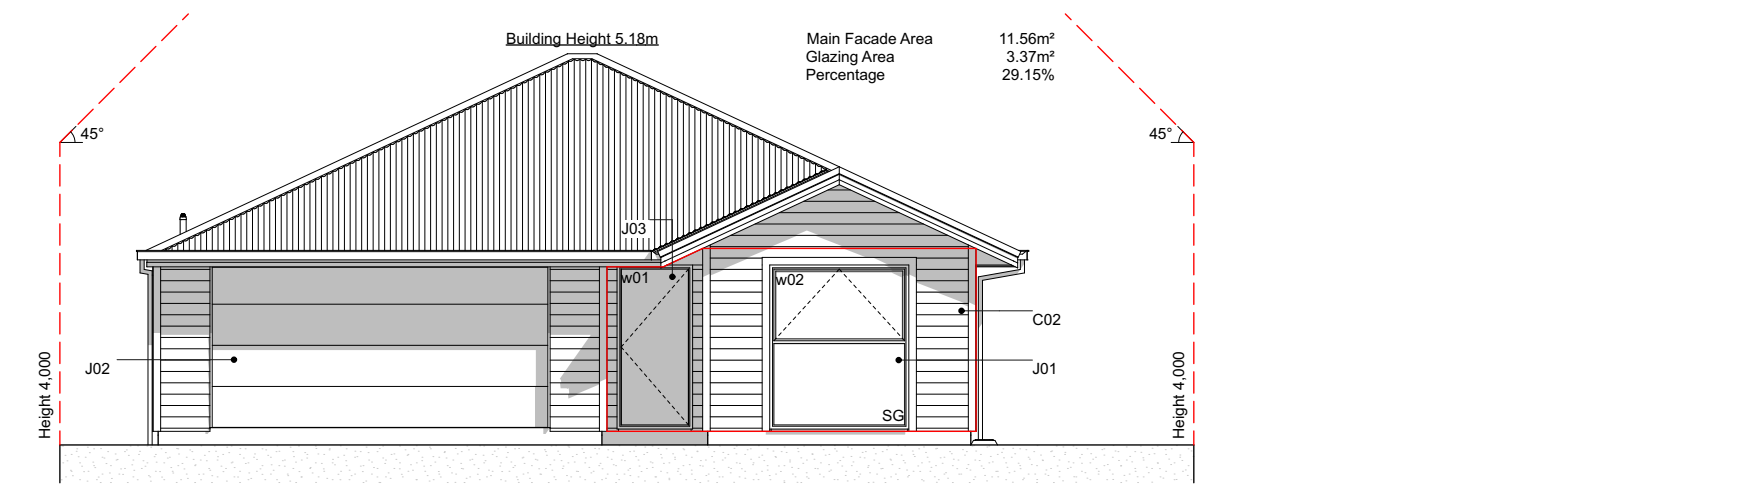 Building Height 5.18m
Main Facade Area 11.56m²
Glazing Area 3.37m²
Percentage 29.15%
45°
45°
J03
w01
w02
C02
J02
J01
SG
Height 4,000
Height 4,000